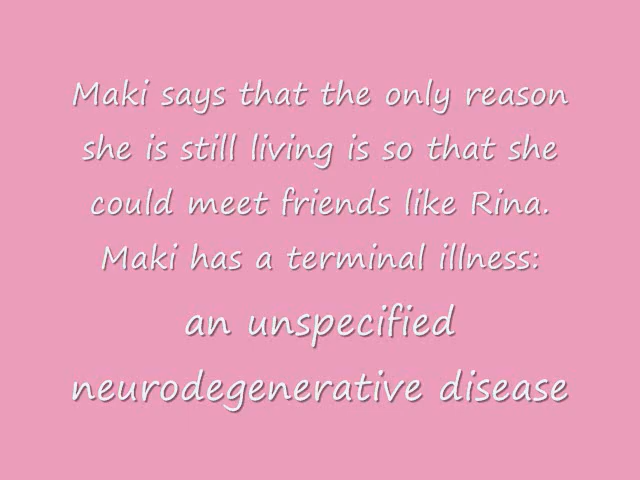 Maki says that the only reason
she is still living is so that she
could meet friends like Rina.
Maki has a terminal illness:
an unspecified
neurodegenerative disease